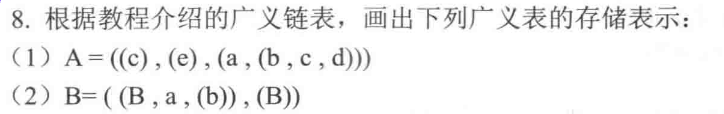 8. 根据教程介绍的广义链表，画出下列广义表的存储表示：
（1）A = ((c) , (e) , (a , (b , c , d)))
（2）B= ( (B , a , (b)) , (B))